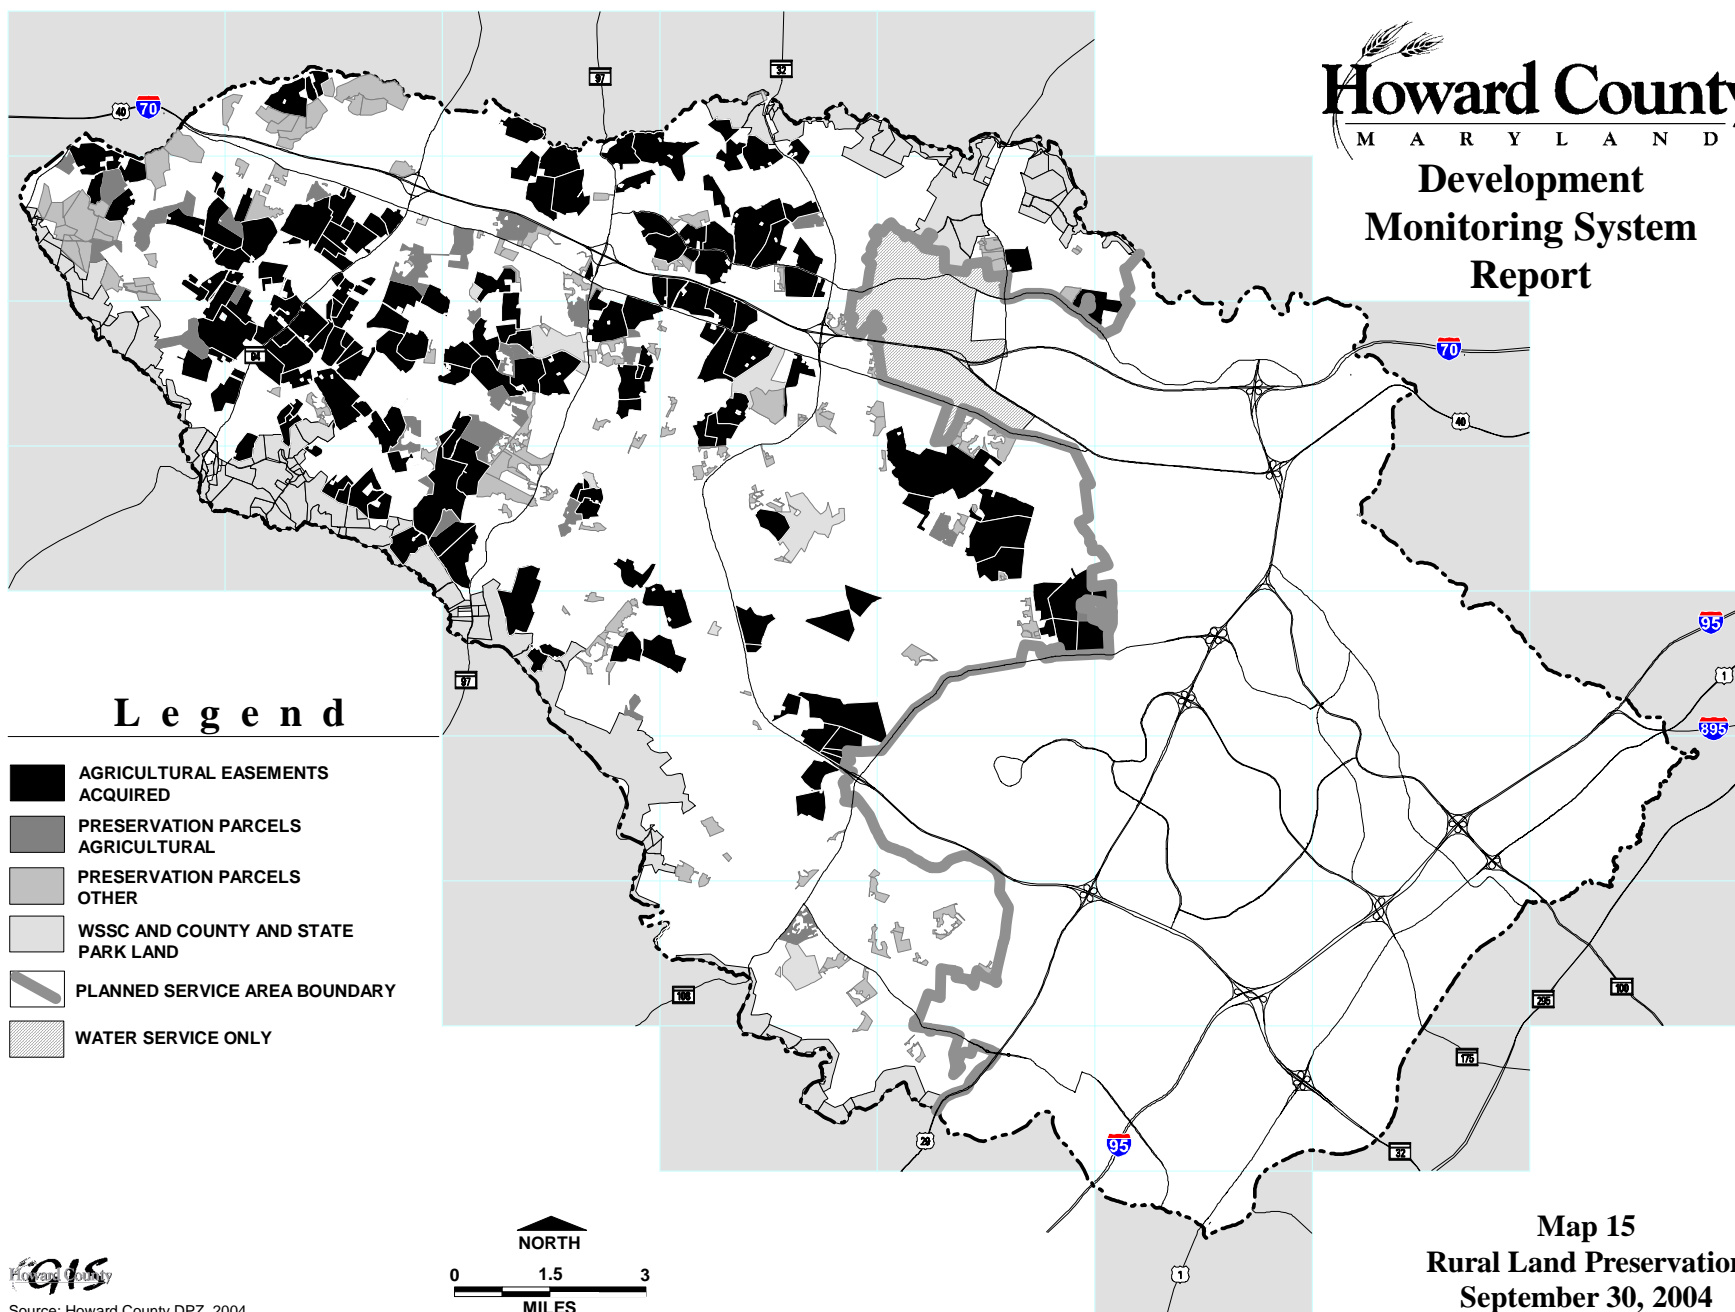 Howard County
MARYLAND
Development
Monitoring System
Report
97
32
40
70
94
70
40
95
1
895
97
Legend
AGRICULTURAL EASEMENTS
ACQUIRED
PRESERVATION PARCELS
AGRICULTURAL
PRESERVATION PARCELS
OTHER
WSSC AND COUNTY AND STATE
PARK LAND
PLANNED SERVICE AREA BOUNDARY
WATER SERVICE ONLY
108
100
295
175
29
95
32
1
NORTH
0 1.5 3
MILES
Howard County
GIS
Source: Howard County DPZ, 2004
Map 15
Rural Land Preservation
September 30, 2004